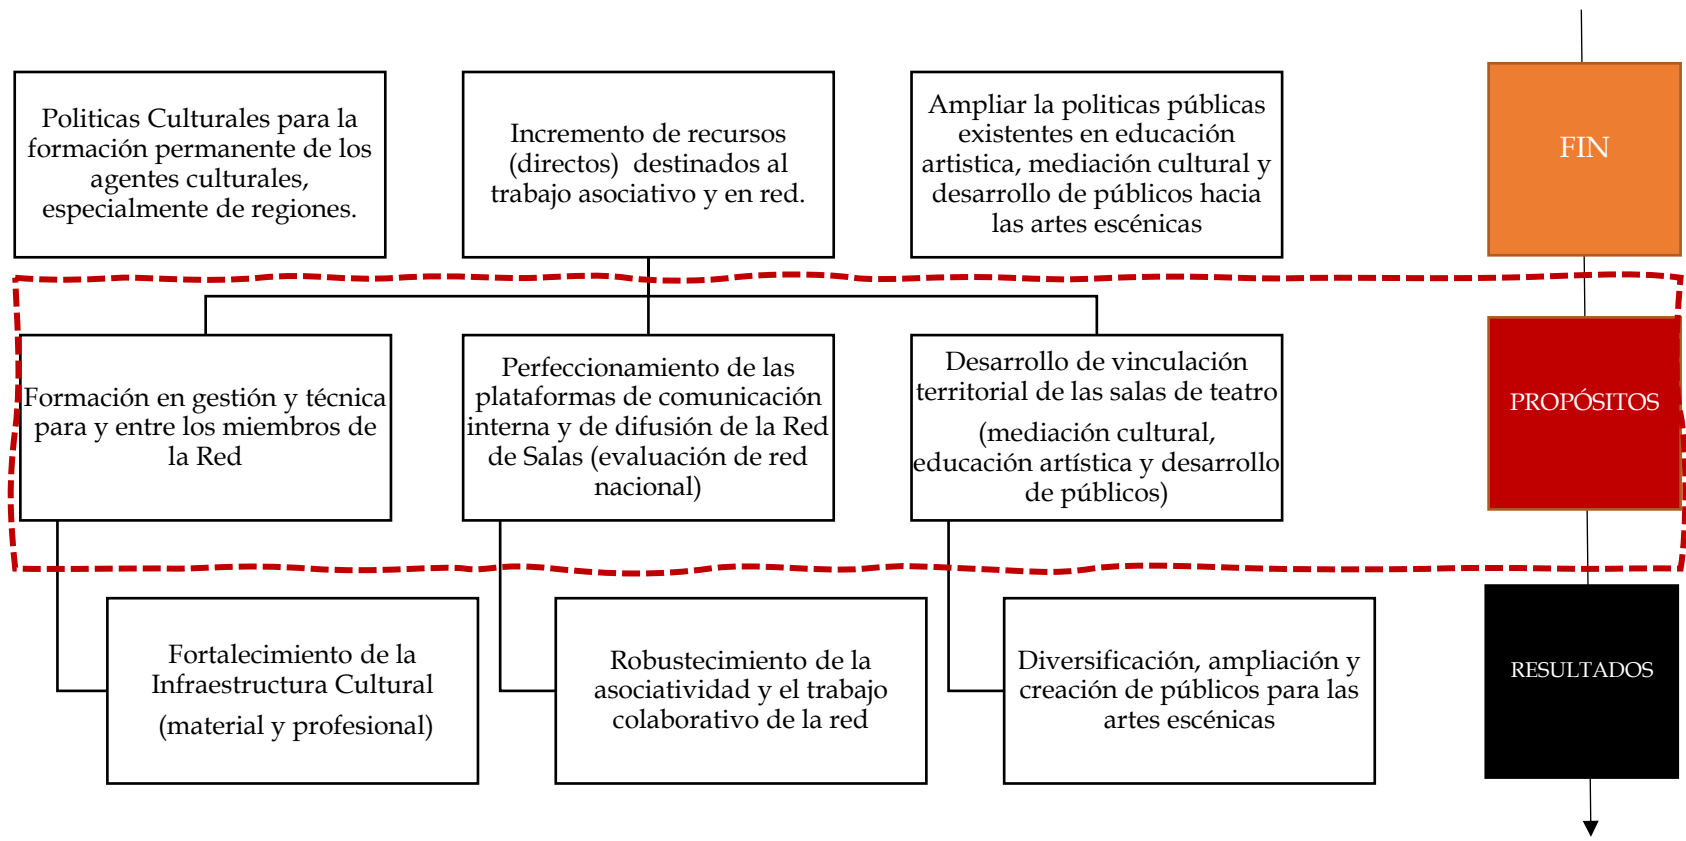 Politicas Culturales para la
formación permanente de los
agentes culturales,
especialmente de regiones.
Incremento de recursos
(directos) destinados al
trabajo asociativo y en red.
Ampliar la politicas públicas
existentes en educación
artistica, mediación cultural y
desarrollo de públicos hacia
las artes escénicas
FIN
Formación en gestión y técnica
para y entre los miembros de
la Red
Perfeccionamiento de las
plataformas de comunicación
interna y de difusión de la Red
de Salas (evaluación de red
nacional)
Desarrollo de vinculación
territorial de las salas de teatro
(mediación cultural,
educación artística y desarrollo
de públicos)
PROPÓSITOS
Fortalecimiento de la
Infraestructura Cultural
(material y profesional)
Robustecimiento de la
asociatividad y el trabajo
colaborativo de la red
Diversificación, ampliación y
creación de públicos para las
artes escénicas
RESULTADOS